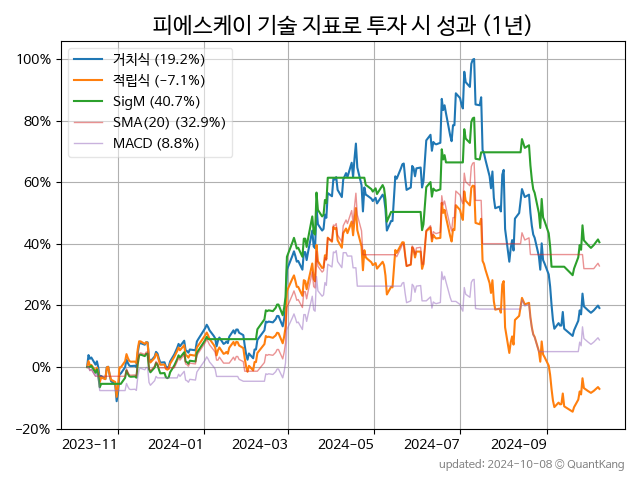 피에스케이 기술 지표로 투자 시 성과 (1년)
거치식 (19.2%)
적립식 (-7.1%)
SigM (40.7%)
SMA(20) (32.9%)
MACD (8.8%)
100%
80%
60%
40%
20%
0%
-20%
2023-11 2024-01 2024-03 2024-05 2024-07 2024-09
updated: 2024-10-08 © QuantKang